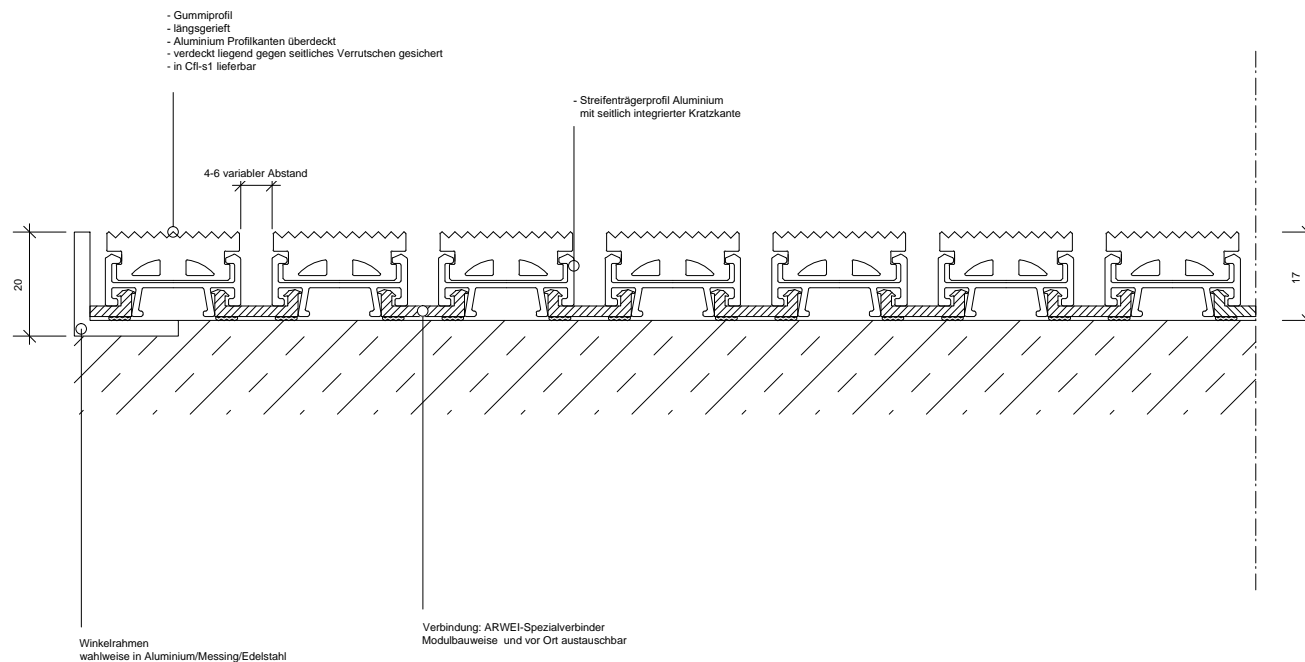 - Gummiprofil
- längsgerieft
- Aluminium Profilkanten überdeckt
- verdeckt liegend gegen seitliches Verrutschen gesichert
- in Cfl-s1 lieferbar
- Streifenträgerprofil Aluminium
mit seitlich integrierter Kratzkante
4-6 variabler Abstand
20
17
Verbindung: ARWEI-Spezialverbinder
Modulbauweise und vor Ort austauschbar
Winkelrahmen
wahlweise in Aluminium/Messing/Edelstahl